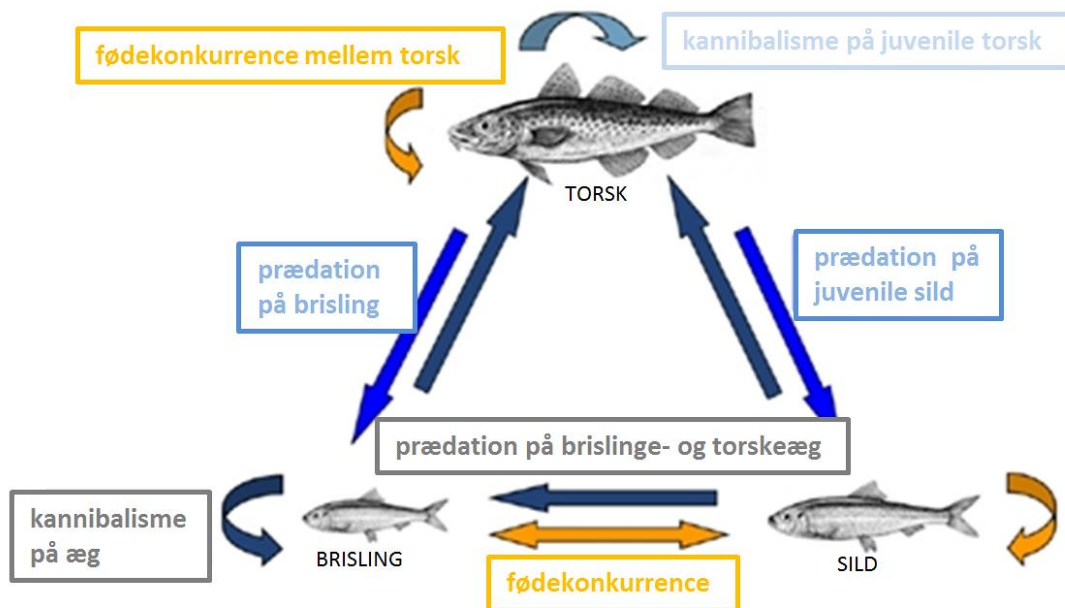 fødekonkurrence mellem torsk
kannibalisme på juvenile torsk
TORSK
prædation
på brisling
prædation på
juvenile sild
prædation på brislinge- og torskeæg
kannibalisme
på æg
BRISLING
SILD
fødekonkurrence